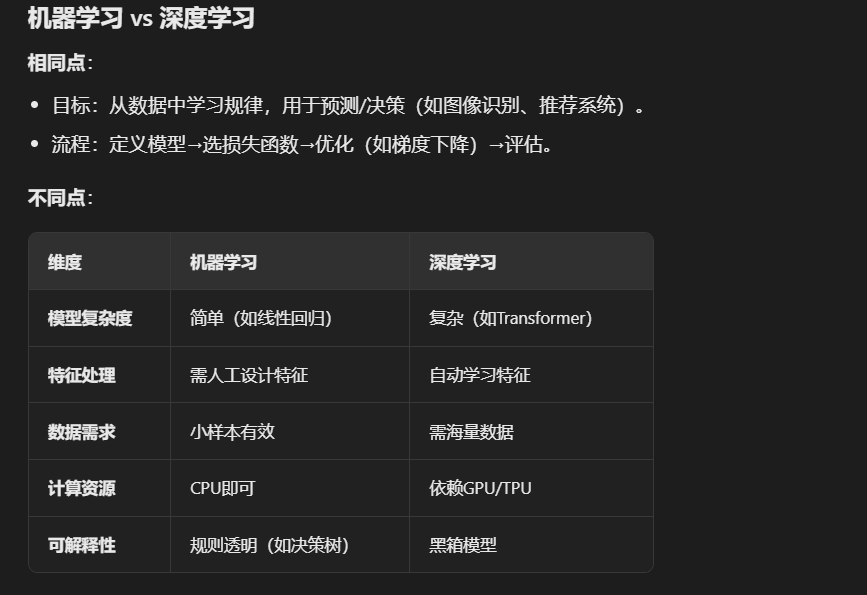 机器学习 vs 深度学习
相同点：
• 目标：从数据中学习规律，用于预测/决策（如图像识别、推荐系统）。
• 流程：定义模型→选损失函数→优化（如梯度下降）→评估。
不同点：
维度 机器学习 深度学习
模型复杂度 简单（如线性回归） 复杂（如Transformer）
特征处理 需人工设计特征 自动学习特征
数据需求 小样本有效 需海量数据
计算资源 CPU即可 依赖GPU/TPU
可解释性 规则透明（如决策树） 黑箱模型